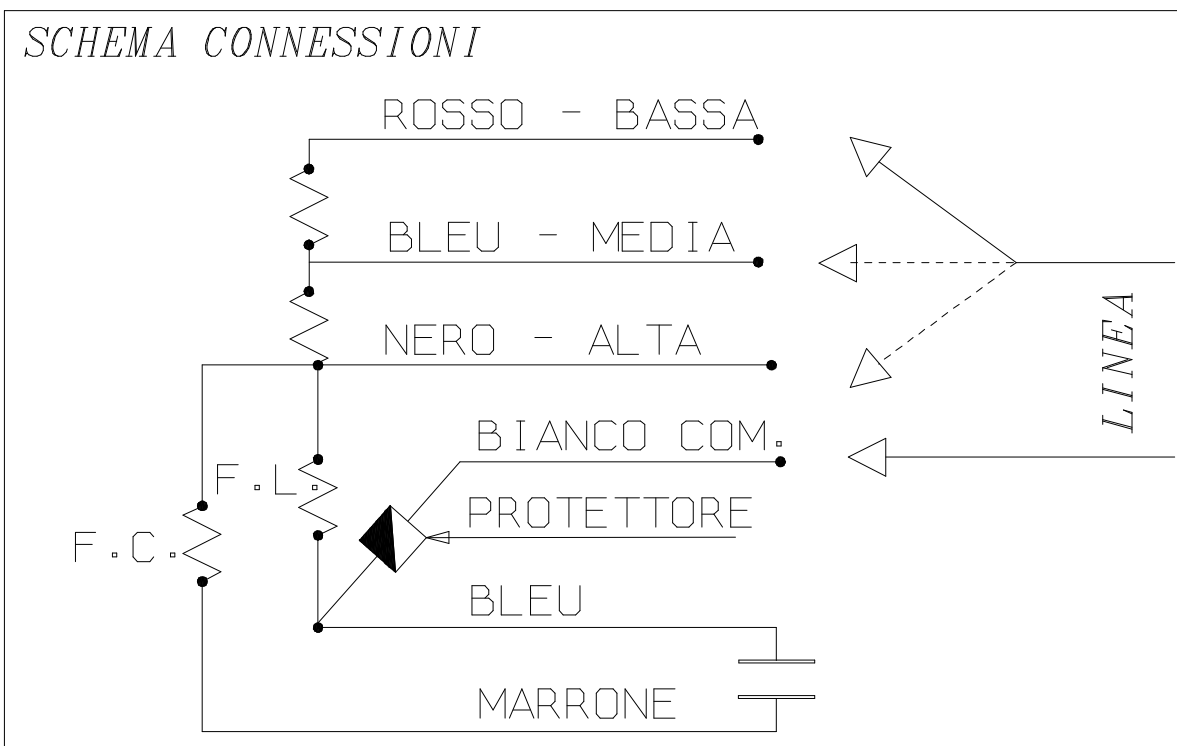 SCHEMA CONNESSIONI
ROSSO - BASSA
BLEU - MEDIA
NERO - ALTA
LINEA
BIANCO COM.
F.L.
PROTETTORE
F.C.
BLEU
MARRONE